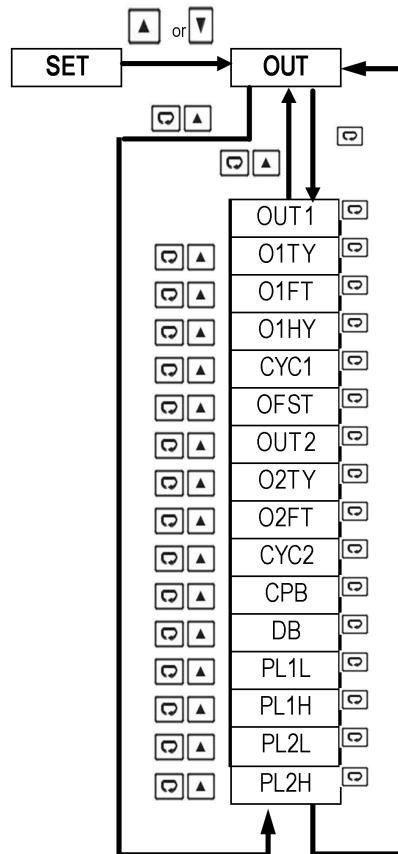 or
SET
OUT
OUT1
O1TY
O1FT
O1HY
CYC1
OFST
OUT2
O2TY
O2FT
CYC2
CPB
DB
PL1L
PL1H
PL2L
PL2H